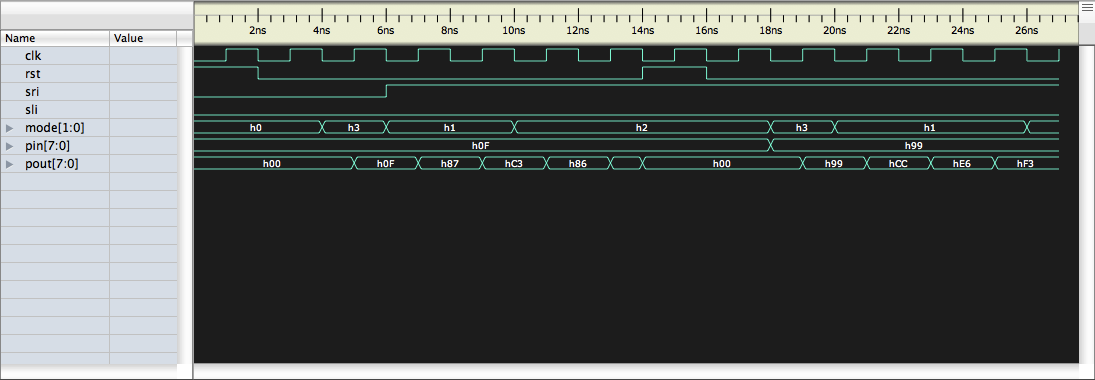 2ns 4ns 6ns 8ns 10ns 12ns 14ns 16ns 18ns 20ns 22ns 24ns 26ns
Name Value
clk
rst
sri
sli
mode[1:0] h0 h3 h1 h2 h3 h1
pin[7:0] h0F h99
pout[7:0] h00 h0F h87 hC3 h86 h00 h99 hCC hE6 hF3